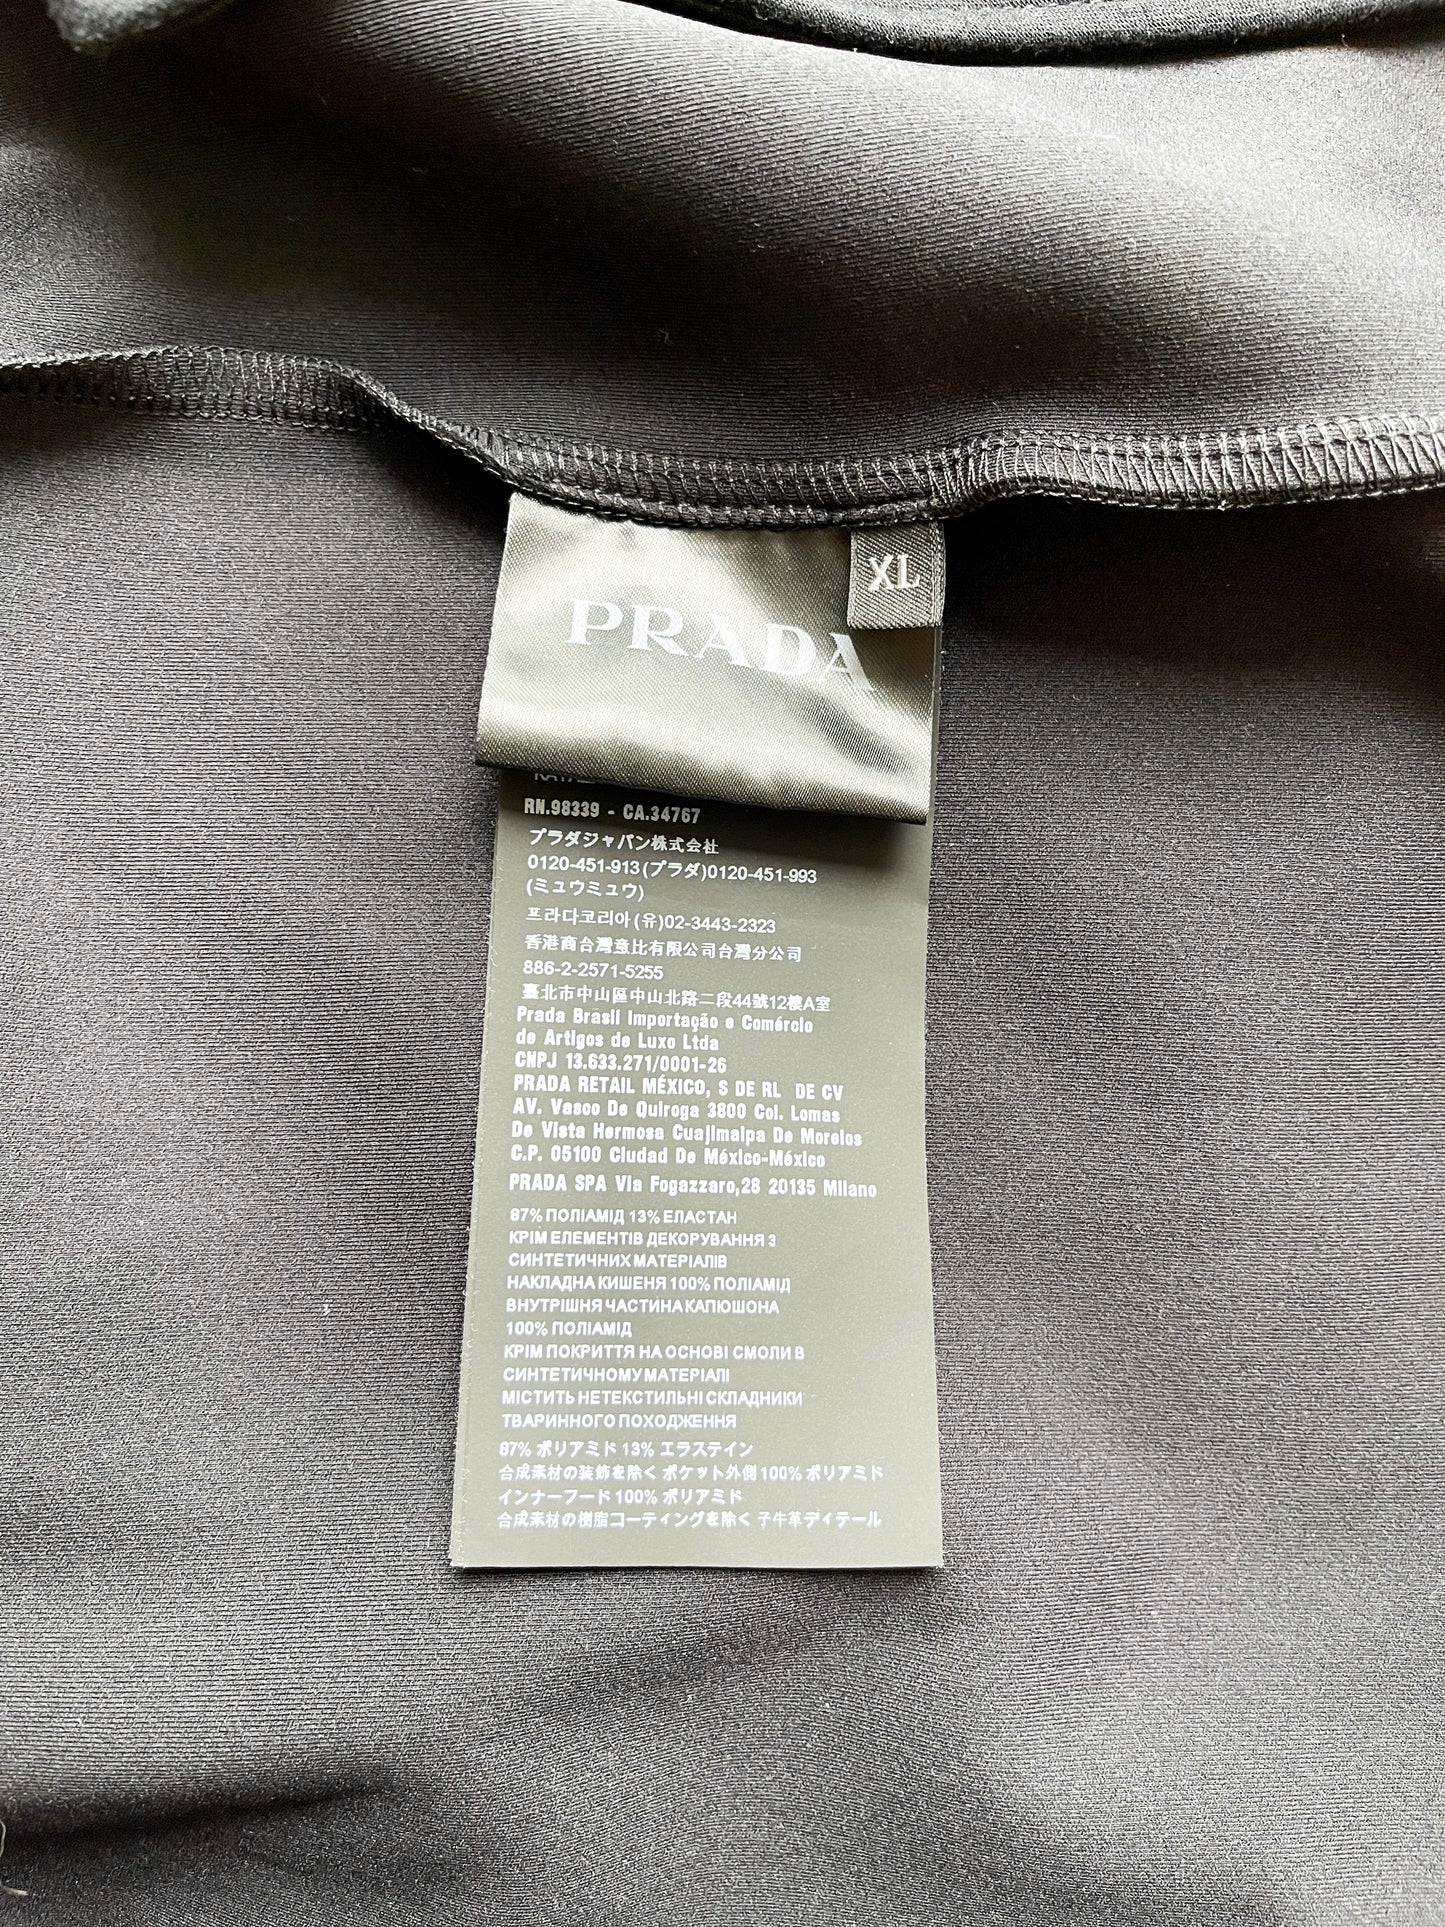 XL
PRADA
RN.98339 - CA.34767
プラダジャパン株式会社
0120-451-913(プラダ)0120-451-993
(ミュウミュウ)
프라다코리아(유)02-3443-2323
香港商台灣意比有限公司台灣分公司
886-2-2571-5255
臺北市中山區中山北路二段44號12樓A室
Prada Brasil Importação e Comércio
de Artigos de Luxo Ltda
CNPJ 13.633.271/0001-26
PRADA RETAIL MÉXICO, S DE RL DE CV
AV. Vasco De Quiroga 3800 Col. Lomas
De Vista Hermosa Cuajimalpa De Morelos
C.P. 05100 Ciudad De México-México
PRADA SPA Via Fogazzaro,28 20135 Milano
87% ПОЛІАМІД 13% ЕЛАСТАН
КРІМ ЕЛЕМЕНТІВ ДЕКОРУВАННЯ З
СИНТЕТИЧНИХ МАТЕРІАЛІВ
НАКЛАДНА КИШЕНЯ 100% ПОЛІАМІД
ВНУТРІШНЯ ЧАСТИНА КАПЮШОНА
100% ПОЛІАМІД
КРІМ ПОКРИТТЯ НА ОСНОВІ СМОЛИ В
СИНТЕТИЧНОМУ МАТЕРІАЛІ
МІСТИТЬ НЕТЕКСТИЛЬНІ СКЛАДНИКИ
ТВАРИННОГО ПОХОДЖЕННЯ
87% ポリアミド 13% エラステイン
合成素材の装飾を除く ポケット外側 100% ポリアミド
インナーフード 100% ポリアミド
合成素材の樹脂コーティングを除く 子牛革ディテール